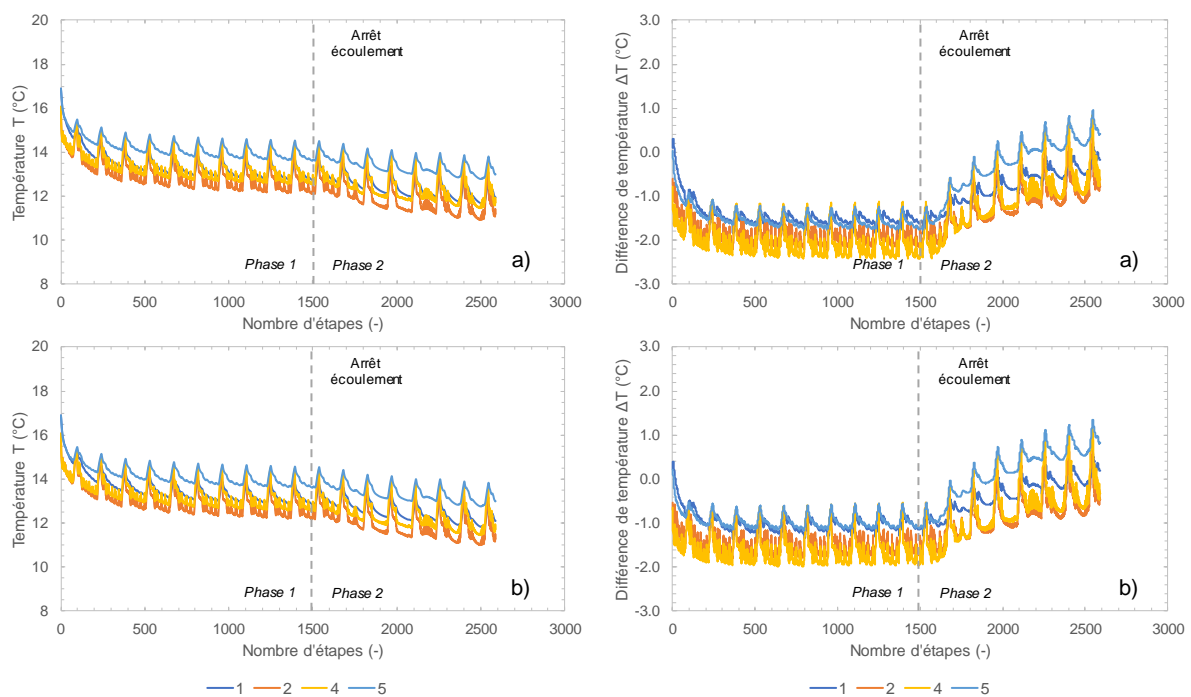 20
18
16
14
12
10
8
0
500
1000
1500
2000
2500
3000
Température T (°C)
Nombre d'étapes (-)
Arrêt
écoulement
Phase 1
Phase 2
a)
3.0
2.0
1.0
0.0
-1.0
-2.0
-3.0
0
500
1000
1500
2000
2500
3000
Différence de température ΔT (°C)
Nombre d'étapes (-)
Arrêt
écoulement
Phase 1
Phase 2
a)
20
18
16
14
12
10
8
0
500
1000
1500
2000
2500
3000
Température T (°C)
Nombre d'étapes (-)
Arrêt
écoulement
Phase 1
Phase 2
b)
3.0
2.0
1.0
0.0
-1.0
-2.0
-3.0
0
500
1000
1500
2000
2500
3000
Différence de température ΔT (°C)
Nombre d'étapes (-)
Arrêt
écoulement
Phase 1
Phase 2
b)
1 2 4 5
1 2 4 5